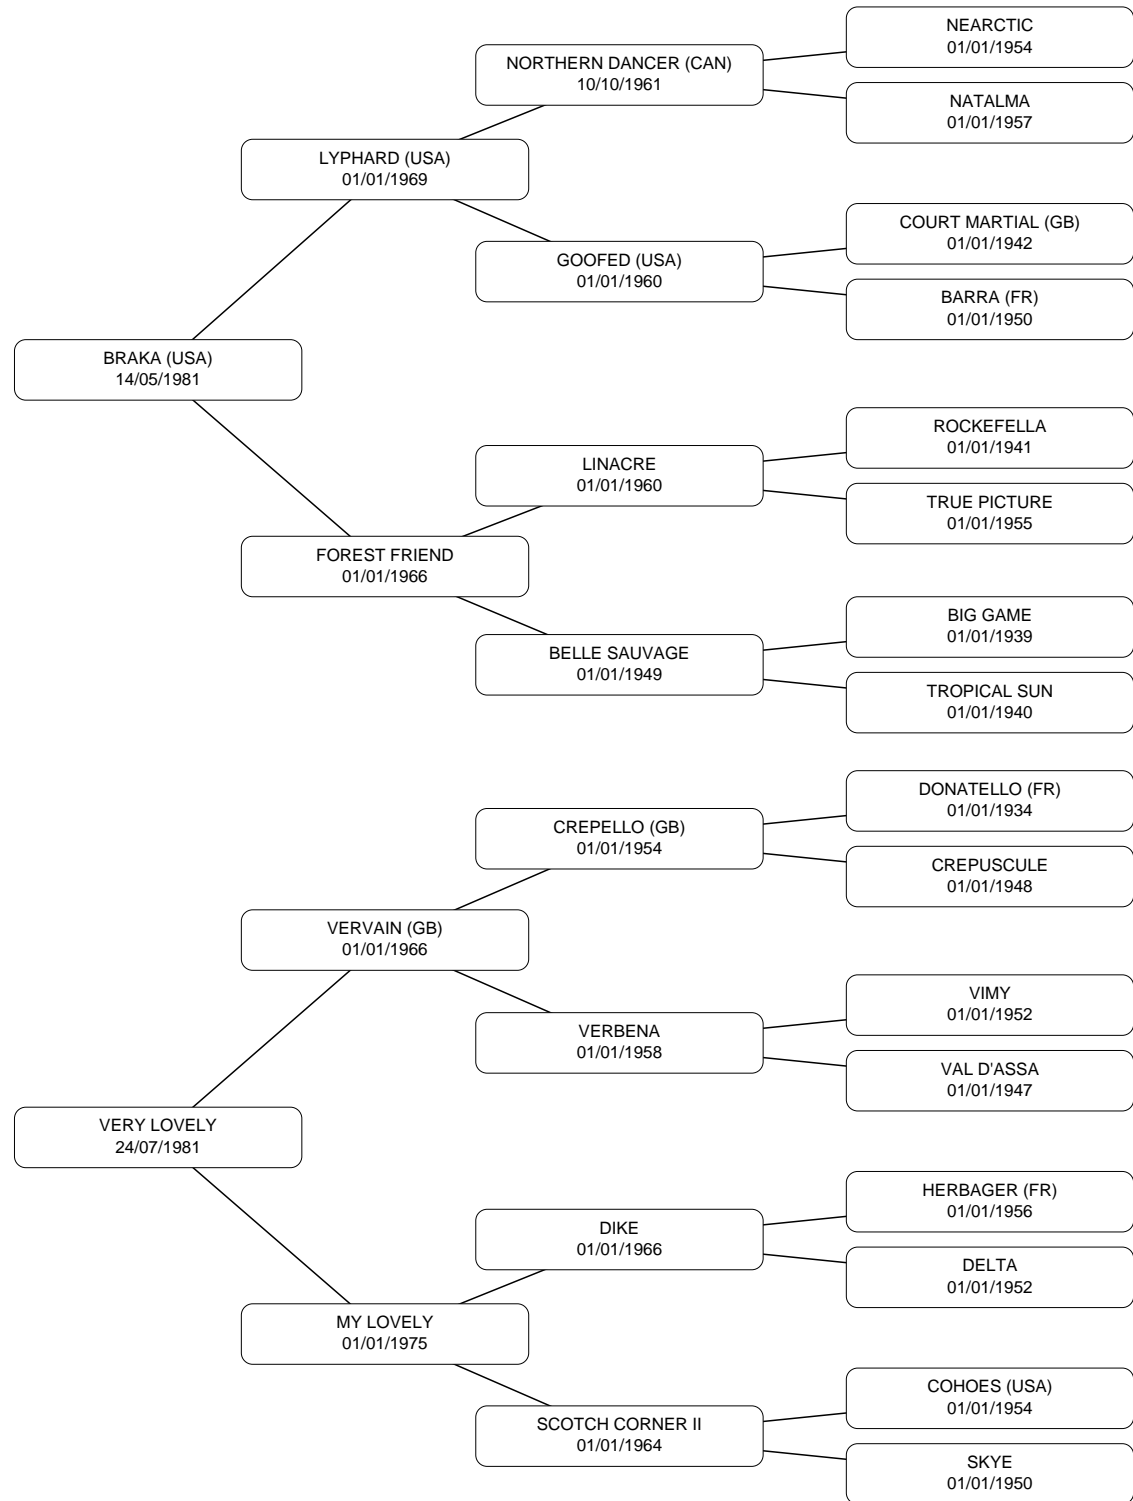 NEARCTIC
01/01/1954
NORTHERN DANCER (CAN)
10/10/1961
NATALMA
01/01/1957
LYPHARD (USA)
01/01/1969
COURT MARTIAL (GB)
01/01/1942
GOOFED (USA)
01/01/1960
BARRA (FR)
01/01/1950
BRAKA (USA)
14/05/1981
ROCKEFELLA
01/01/1941
LINACRE
01/01/1960
TRUE PICTURE
01/01/1955
FOREST FRIEND
01/01/1966
BIG GAME
01/01/1939
BELLE SAUVAGE
01/01/1949
TROPICAL SUN
01/01/1940
DONATELLO (FR)
01/01/1934
CREPELLO (GB)
01/01/1954
CREPUSCULE
01/01/1948
VERVAIN (GB)
01/01/1966
VIMY
01/01/1952
VERBENA
01/01/1958
VAL D'ASSA
01/01/1947
VERY LOVELY
24/07/1981
HERBAGER (FR)
01/01/1956
DIKE
01/01/1966
DELTA
01/01/1952
MY LOVELY
01/01/1975
COHOES (USA)
01/01/1954
SCOTCH CORNER II
01/01/1964
SKYE
01/01/1950